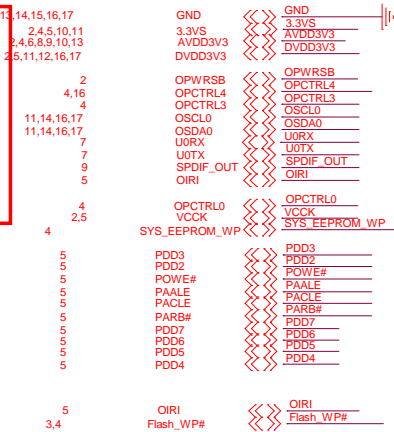 13,14,15,16,17 GND GND
2,4,5,10,11 3.3VS 3.3VS
2,4,6,8,9,10,13 AVDD3V3 AVDD3V3
2,5,11,12,16,17 DVDD3V3 DVDD3V3
2 OPWRSB OPWRSB
4,16 OPCTRL4 OPCTRL4
4 OPCTRL3 OPCTRL3
11,14,16,17 OSCL0 OSCL0
11,14,16,17 OSDA0 OSDA0
7 U0RX U0RX
7 U0TX U0TX
9 SPDIF_OUT SPDIF_OUT
5 OIRI OIRI
4 OPCTRL0 OPCTRL0
2,5 VCCK VCCK
4 SYS_EEPROM_WP SYS_EEPROM_WP
5 PDD3 PDD3
5 PDD2 PDD2
5 POWE# POWE#
5 PAALE PAALE
5 PACLE PACLE
5 PARB# PARB#
5 PDD7 PDD7
5 PDD6 PDD6
5 PDD5 PDD5
5 PDD4 PDD4
5 OIRI OIRI
3,4 Flash_WP# Flash_WP#